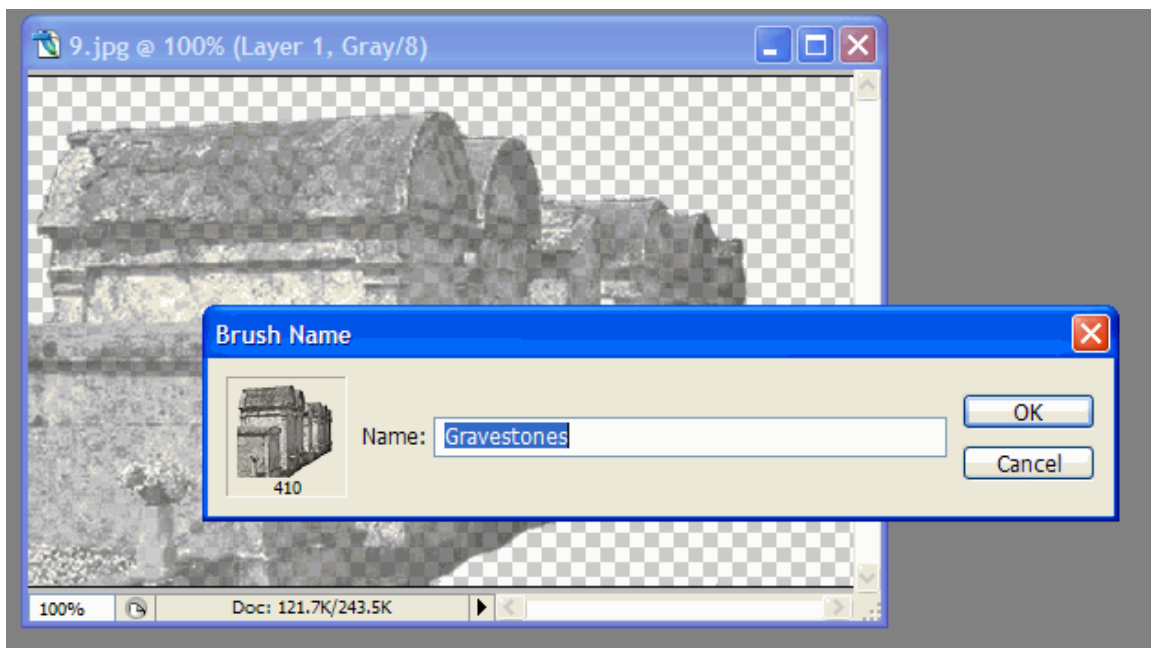 9.jpg @ 100% (Layer 1, Gray/8)
Brush Name
Name: Gravestones
OK
Cancel
410
100%
Doc: 121.7K/243.5K